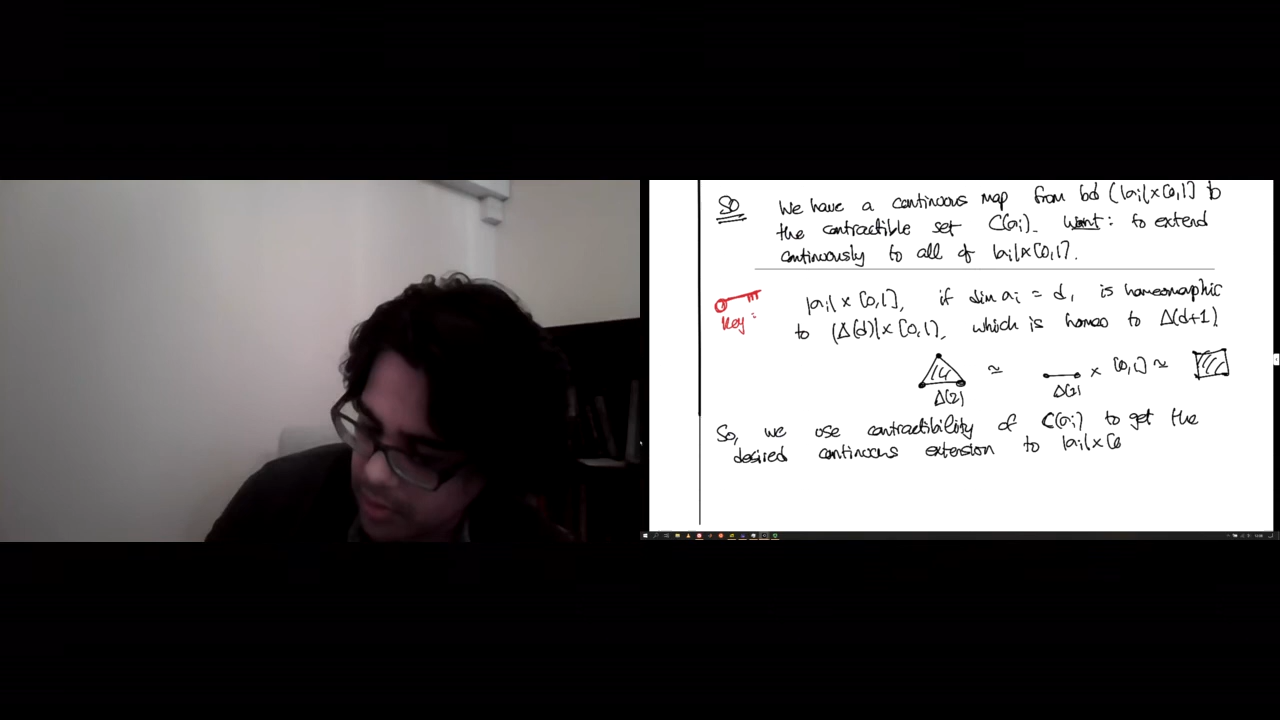 So We have a continuous map from bd (|ai|×[0,1] to
the contractible set C(ai). Want: to extend
continuously to all of |ai|×[0,1].
Key: |ai| × [0,1], if dim ai = d, is homeomorphic
to |Δ(d)|×[0,1], which is homeo to Δ(d+1).
≃ × [0,1] ≃
Δ(2) Δ(2)
So, we use contractibility of C(ai) to get the
desired continuous extension to |ai|×[0